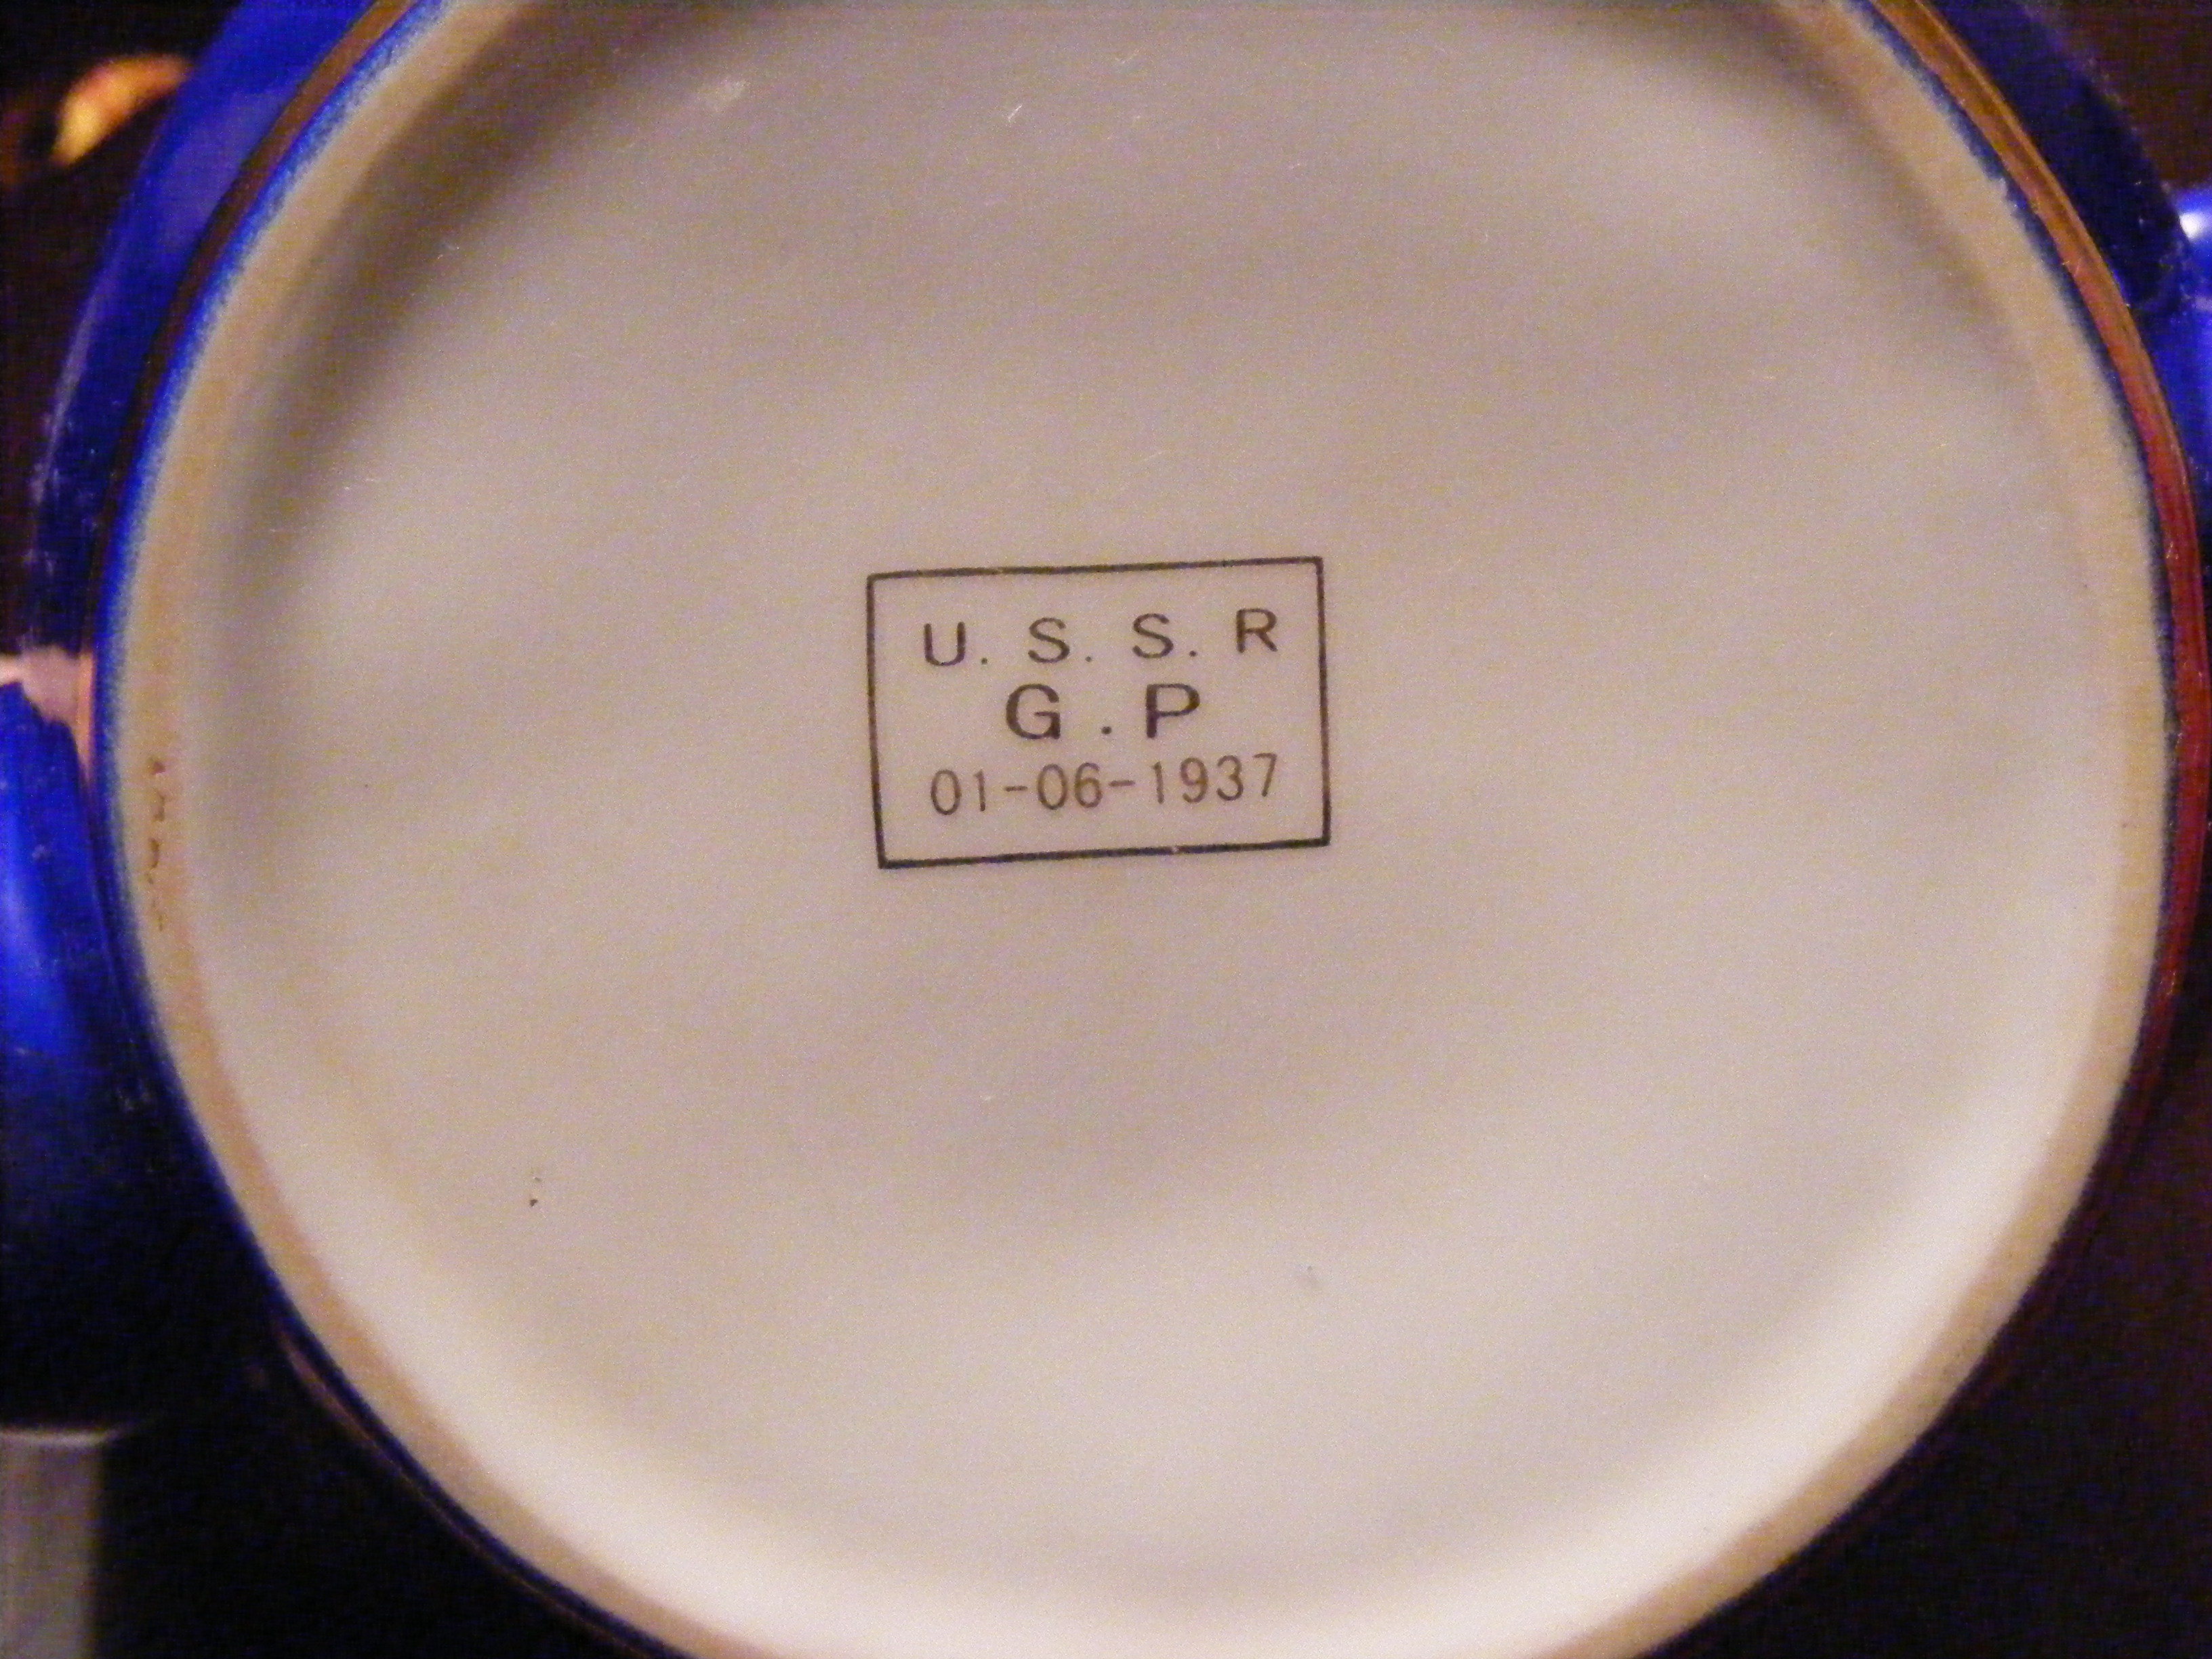 U. S. S. R
G . P
01-06-1937